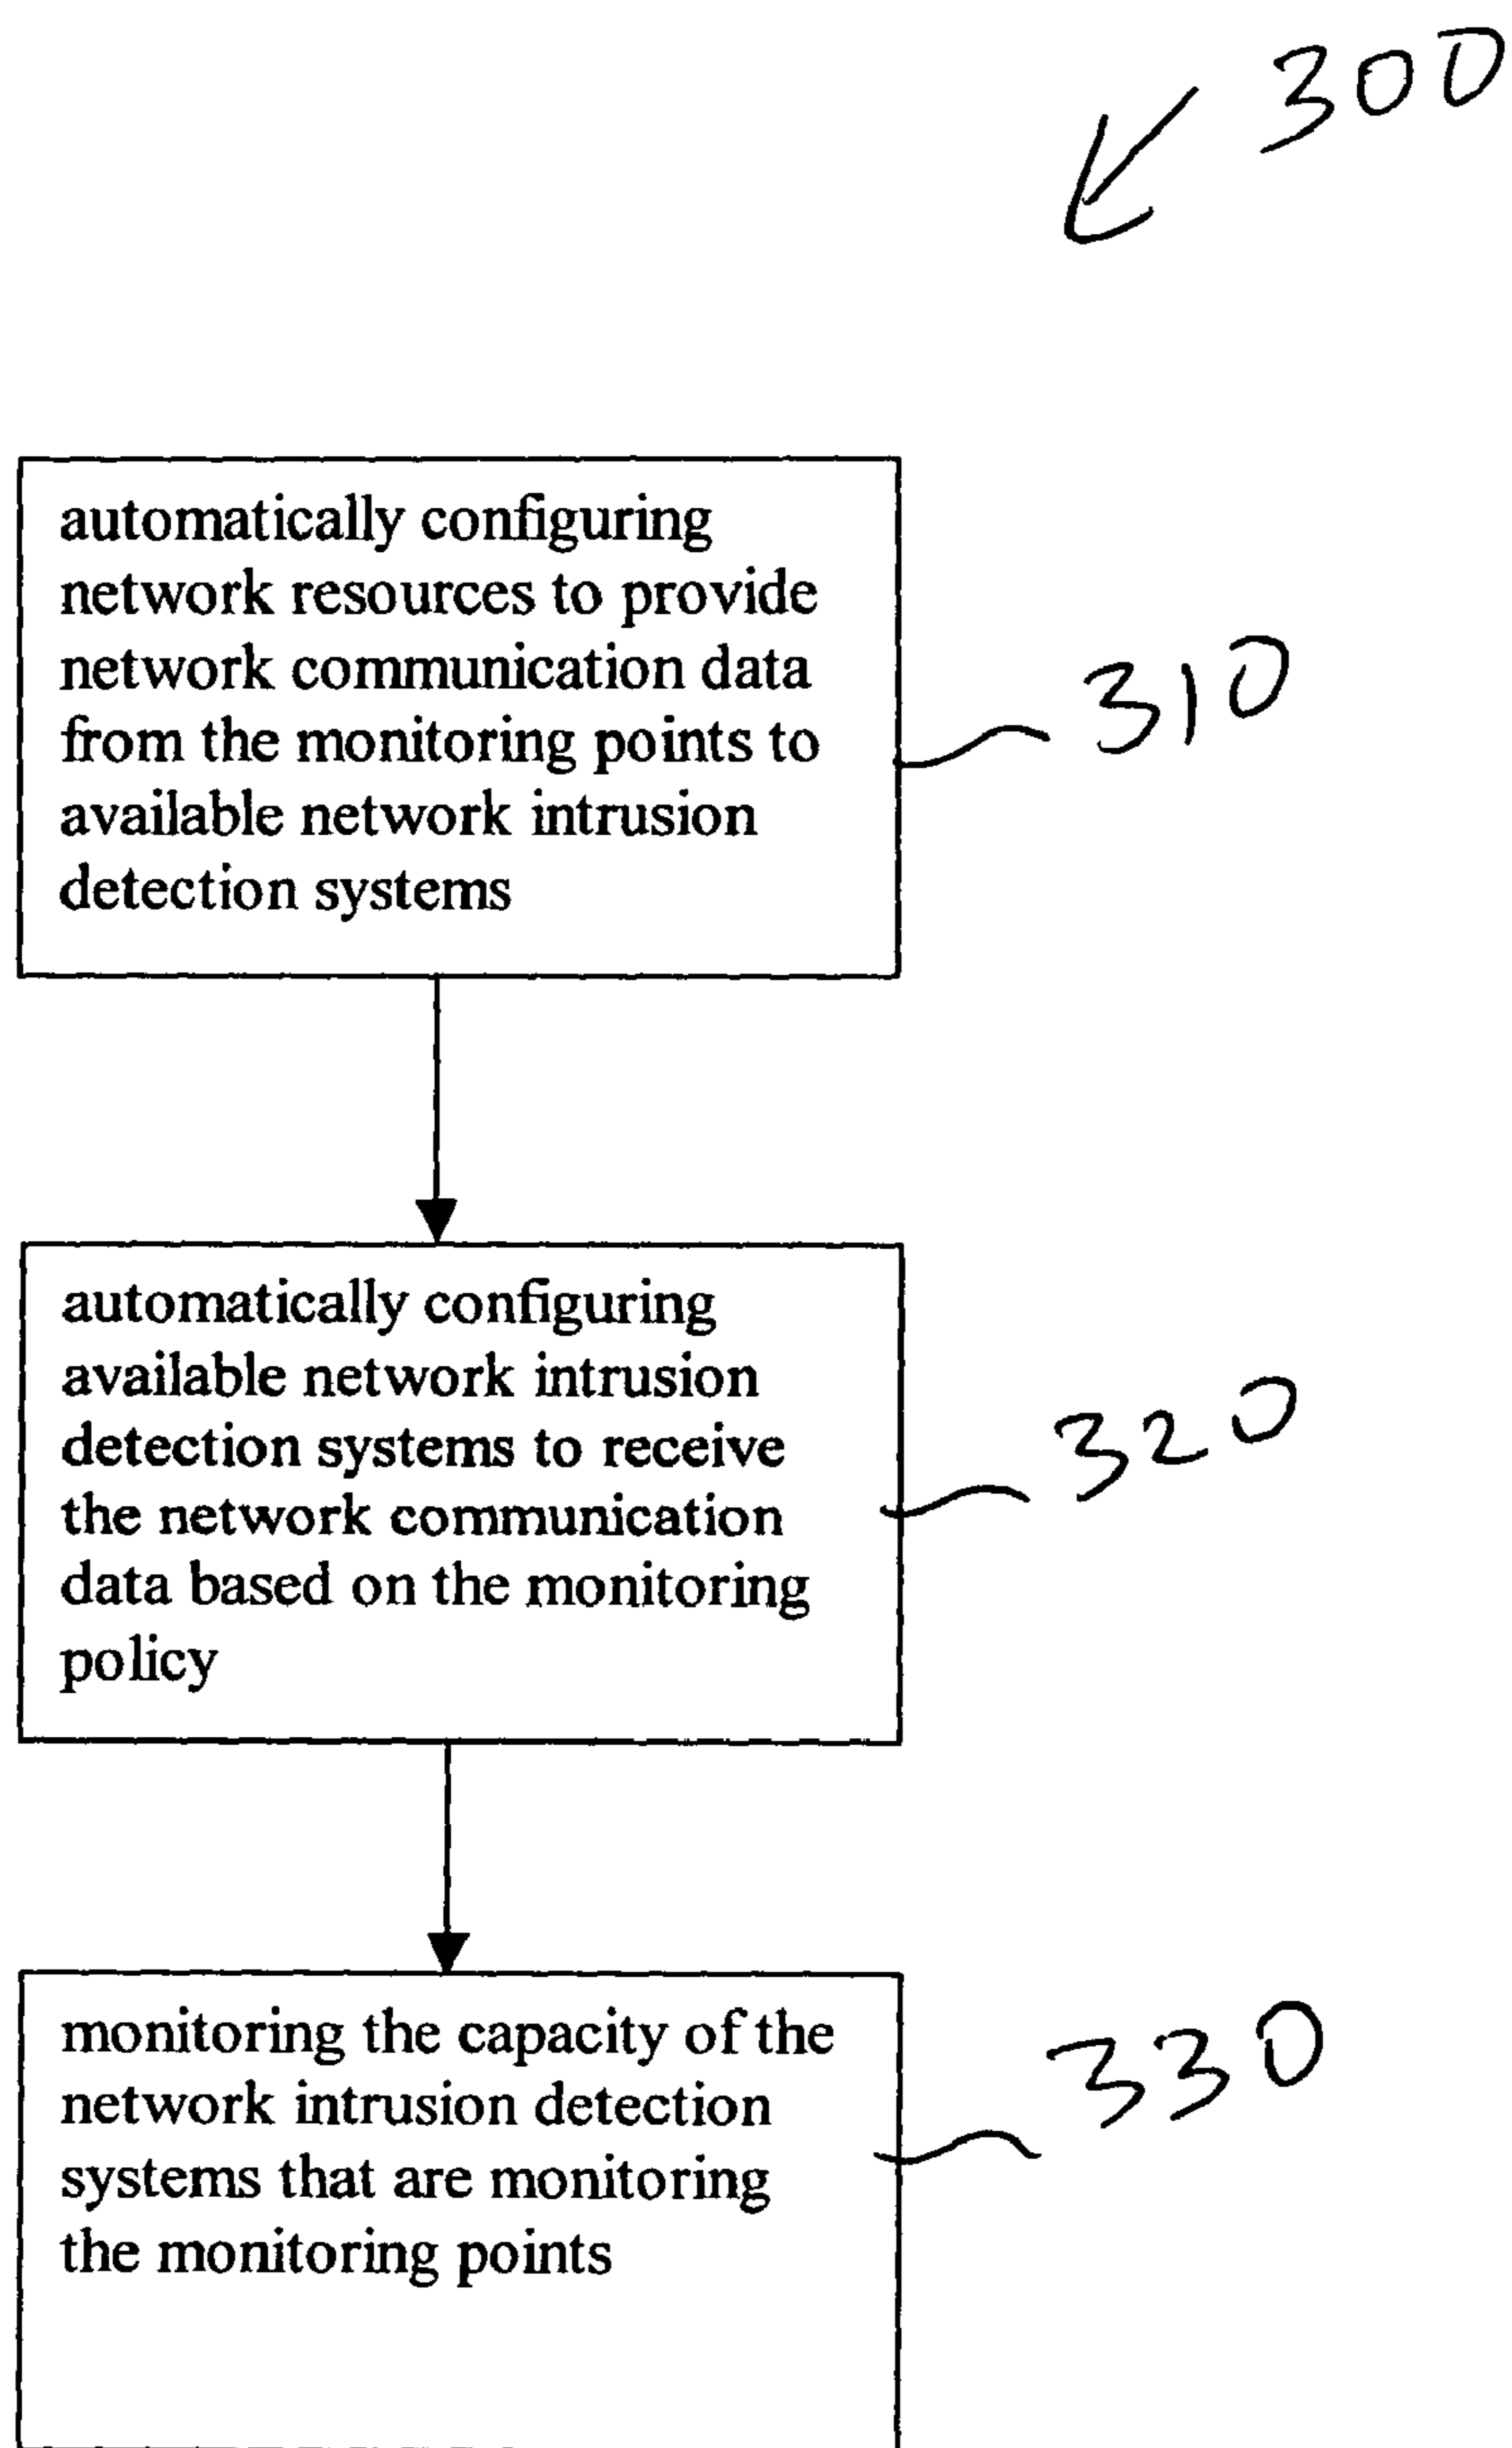 300
automatically configuring
network resources to provide
network communication data
from the monitoring points to
available network intrusion
detection systems
310
automatically configuring
available network intrusion
detection systems to receive
the network communication
data based on the monitoring
policy
320
monitoring the capacity of the
network intrusion detection
systems that are monitoring
the monitoring points
330